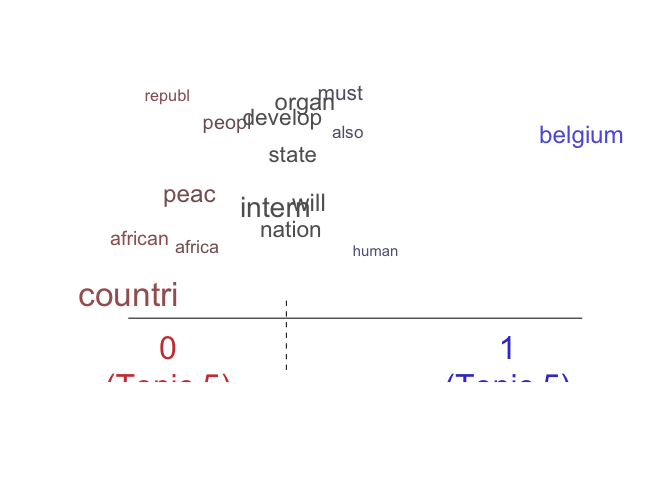 must
republ
organ
develop
peopl
also
belgium
state
peac
will
intern
nation
african
africa
human
countri
0
1
(Topic 5)
(Topic 5)